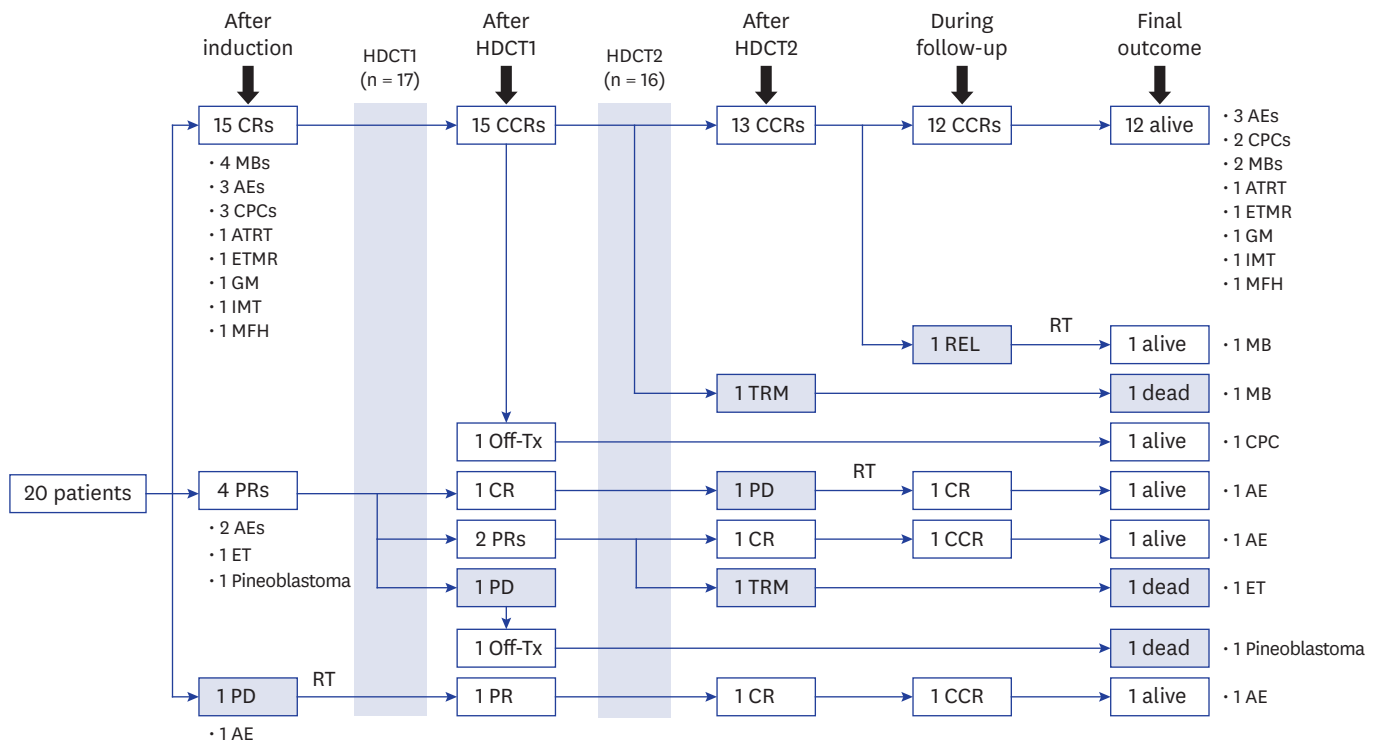 After
induction
HDCT1
(n = 17)
After
HDCT1
HDCT2
(n = 16)
After
HDCT2
During
follow-up
Final
outcome
15 CRs
15 CCRs
13 CCRs
12 CCRs
12 alive
· 4 MBs
· 3 AEs
· 3 CPCs
· 1 ATRT
· 1 ETMR
· 1 GM
· 1 IMT
· 1 MFH
· 3 AEs
· 2 CPCs
· 2 MBs
· 1 ATRT
· 1 ETMR
· 1 GM
· 1 IMT
· 1 MFH
1 REL
RT
1 alive
· 1 MB
1 TRM
1 dead
· 1 MB
1 Off-Tx
1 alive
· 1 CPC
20 patients
4 PRs
· 2 AEs
· 1 ET
· 1 Pineoblastoma
1 CR
1 PD
RT
1 CR
1 alive
· 1 AE
2 PRs
1 CR
1 CCR
1 alive
· 1 AE
1 PD
1 TRM
1 dead
· 1 ET
1 Off-Tx
1 dead
· 1 Pineoblastoma
1 PD
RT
1 PR
1 CR
1 CCR
1 alive
· 1 AE
· 1 AE